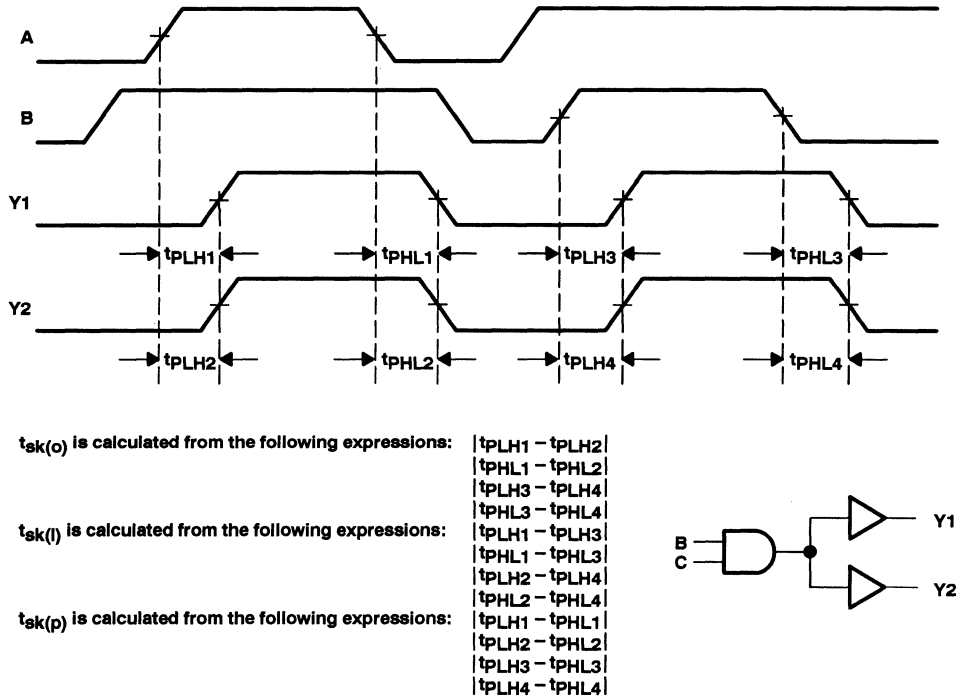 A
B
Y1
tPLH1 tPHL1 tPLH3 tPHL3
Y2
tPLH2 tPHL2 tPLH4 tPHL4
tsk(o) is calculated from the following expressions: |tPLH1 – tPLH2|
|tPHL1 – tPHL2|
|tPLH3 – tPLH4|
|tPHL3 – tPHL4|
tsk(l) is calculated from the following expressions: |tPLH1 – tPLH3|
|tPHL1 – tPHL3|
|tPLH2 – tPLH4|
|tPHL2 – tPHL4|
tsk(p) is calculated from the following expressions: |tPLH1 – tPHL1|
|tPLH2 – tPHL2|
|tPLH3 – tPHL3|
|tPLH4 – tPHL4|
Y1
B
C
Y2